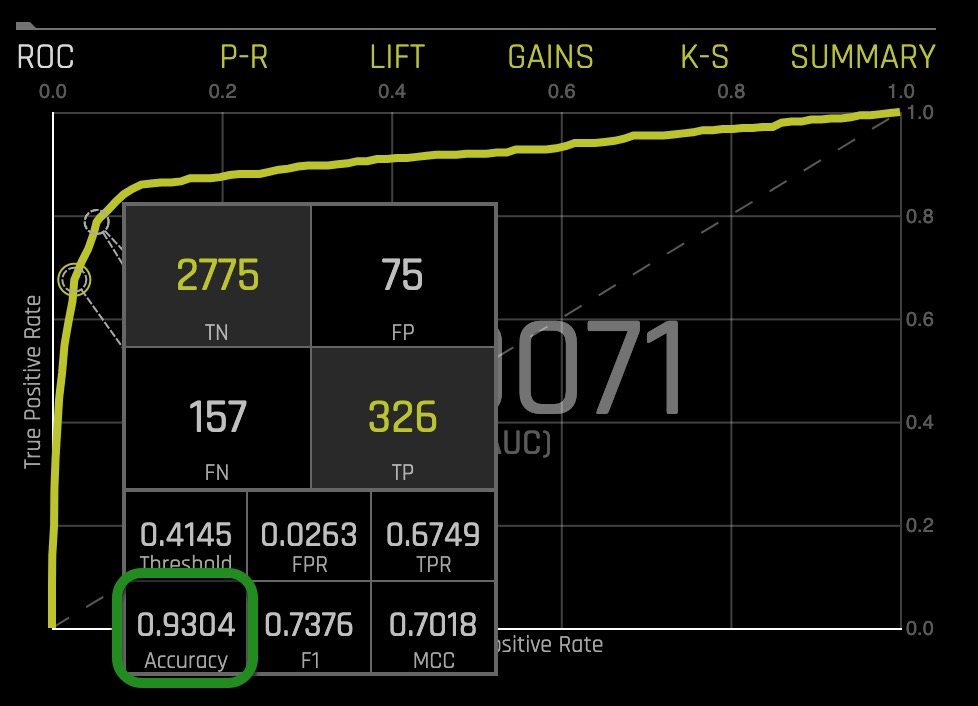 ROC P-R LIFT GAINS K-S SUMMARY
0.0 0.2 0.4 0.6 0.8 1.0
1.0
0.8
0.6
0.4
0.2
0.0
True Positive Rate
2775
TN
75
FP
157
FN
326
TP
0.4145
Threshold
0.0263
FPR
0.6749
TPR
0.9304
Accuracy
0.7376
F1
0.7018
MCC
071
UC)
ositive Rate